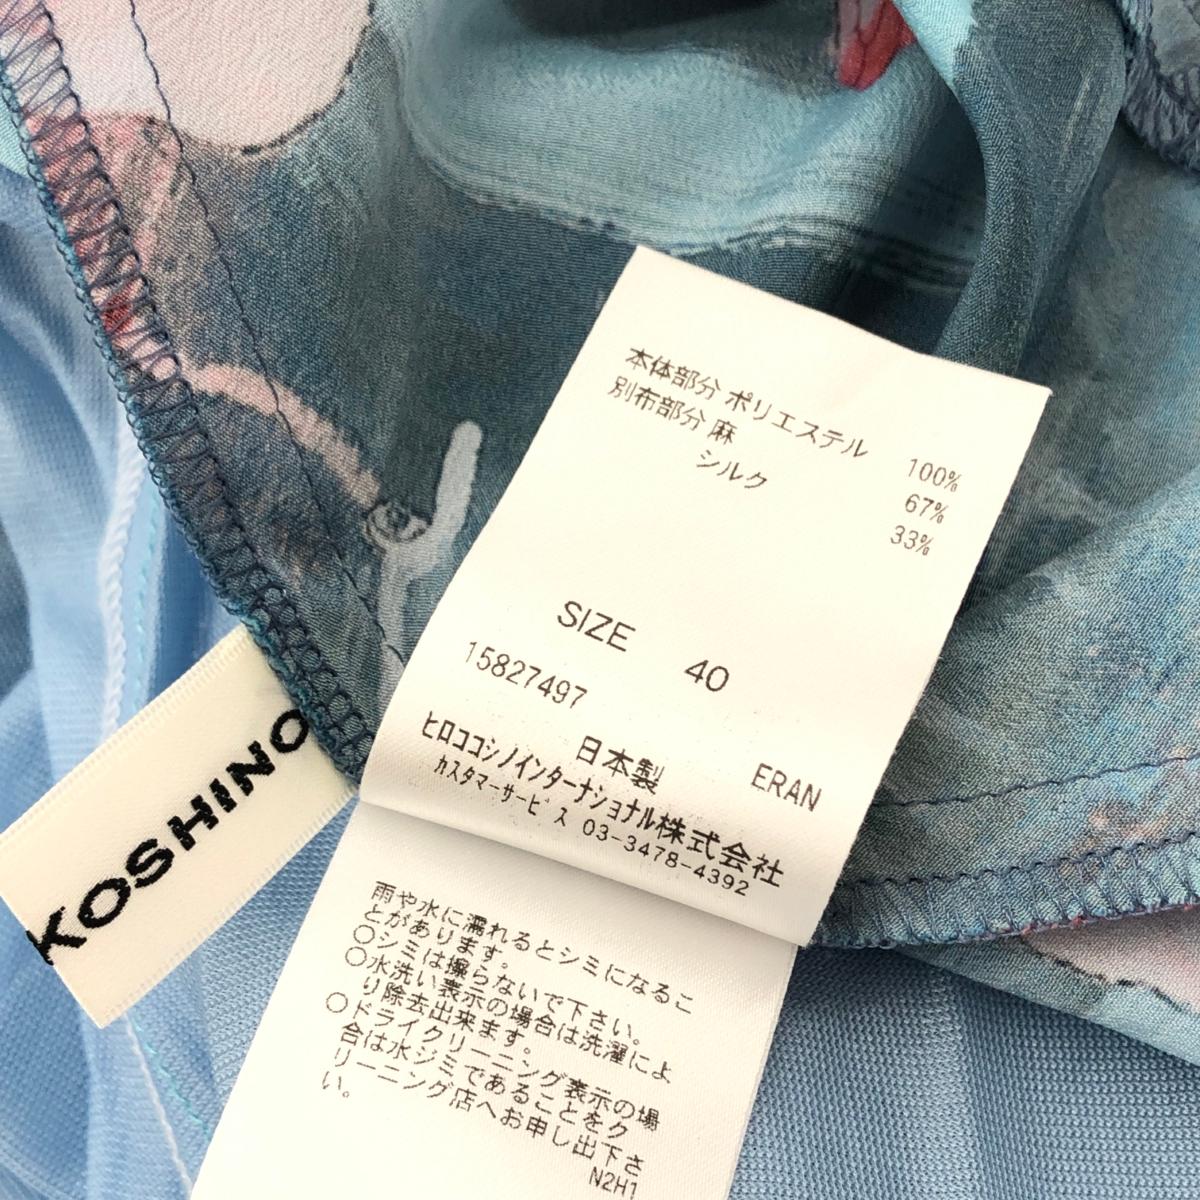 本体部分 ポリエステル 100%
別布部分 麻 67%
シルク 33%
SIZE 40
15827497
日本製 ERAN
ヒロココシノインターナショナル株式会社
カスタマーサービス 03-3478-4392
雨や水に濡れるとシミになるこ
とがあります。
○シミは擦らないで下さい。
○水洗い表示の場合は洗濯によ
り除去出来ます。
○ドライクリーニング表示の場
合は水ジミであることをク
リーニング店へお申し出下さ
い。
N2H1
KOSHINO